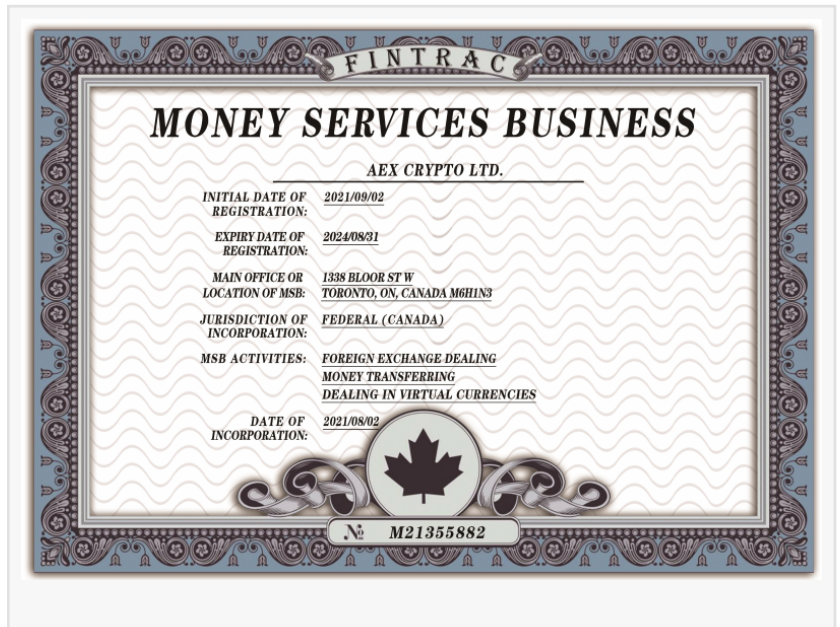 FINTRAC
MONEY SERVICES BUSINESS
AEX CRYPTO LTD.
INITIAL DATE OF REGISTRATION: 2021/09/02
EXPIRY DATE OF REGISTRATION: 2024/08/31
MAIN OFFICE OR LOCATION OF MSB: 1338 BLOOR ST W
TORONTO, ON, CANADA M6H1N3
JURISDICTION OF INCORPORATION: FEDERAL (CANADA)
MSB ACTIVITIES: FOREIGN EXCHANGE DEALING
MONEY TRANSFERRING
DEALING IN VIRTUAL CURRENCIES
DATE OF INCORPORATION: 2021/08/02
№ M21355882